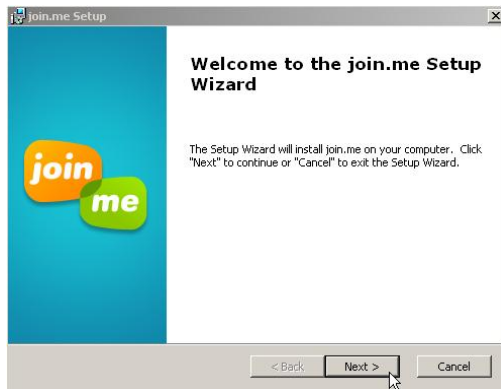 join.me Setup
Welcome to the join.me Setup
Wizard
The Setup Wizard will install join.me on your computer. Click
"Next" to continue or "Cancel" to exit the Setup Wizard.
join
me
< Back
Next >
Cancel